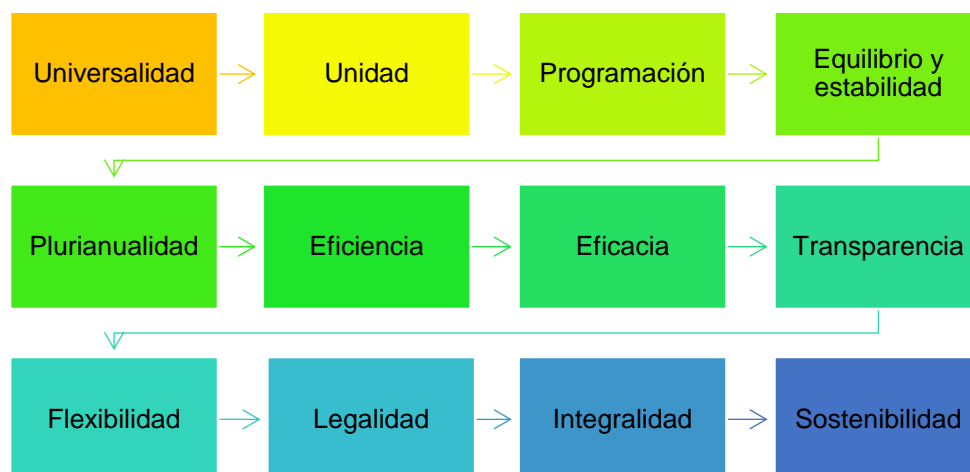 Universalidad
Unidad
Programación
Equilibrio y
estabilidad
Plurianualidad
Eficiencia
Eficacia
Transparencia
Flexibilidad
Legalidad
Integralidad
Sostenibilidad